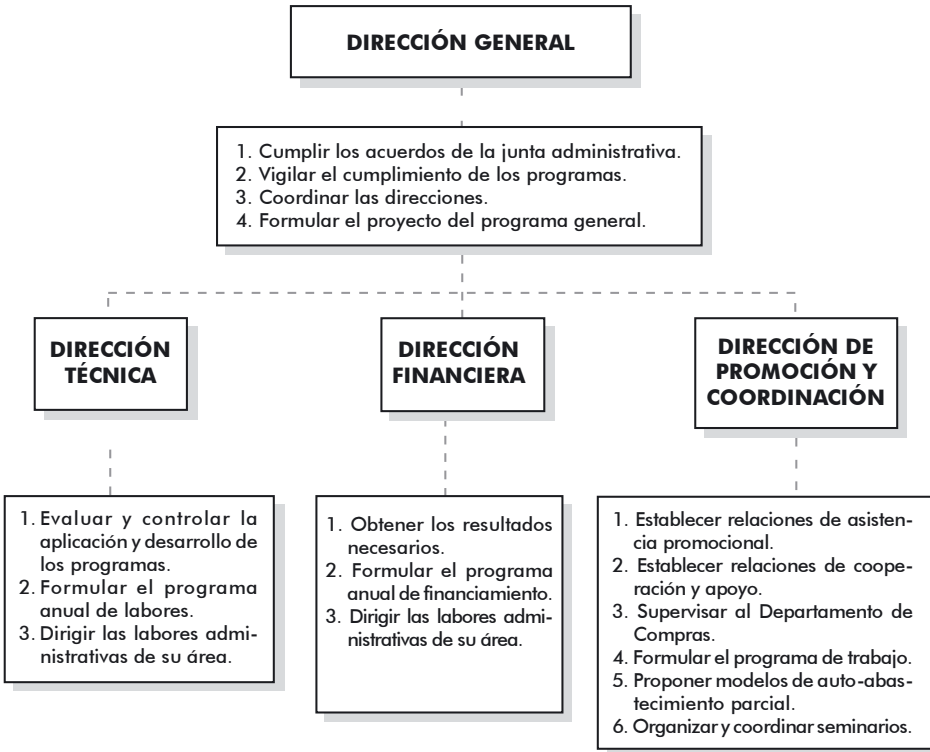 DIRECCIÓN GENERAL
1. Cumplir los acuerdos de la junta administrativa.
2. Vigilar el cumplimiento de los programas.
3. Coordinar las direcciones.
4. Formular el proyecto del programa general.
DIRECCIÓN
TÉCNICA
DIRECCIÓN
FINANCIERA
DIRECCIÓN DE
PROMOCIÓN Y
COORDINACIÓN
1. Evaluar y controlar la
aplicación y desarrollo de
los programas.
2. Formular el programa
anual de labores.
3. Dirigir las labores admi-
nistrativas de su área.
1. Obtener los resultados
necesarios.
2. Formular el programa
anual de financiamiento.
3. Dirigir las labores admi-
nistrativas de su área.
1. Establecer relaciones de asisten-
cia promocional.
2. Establecer relaciones de coope-
ración y apoyo.
3. Supervisar al Departamento de
Compras.
4. Formular el programa de trabajo.
5. Proponer modelos de auto-abas-
tecimiento parcial.
6. Organizar y coordinar seminarios.